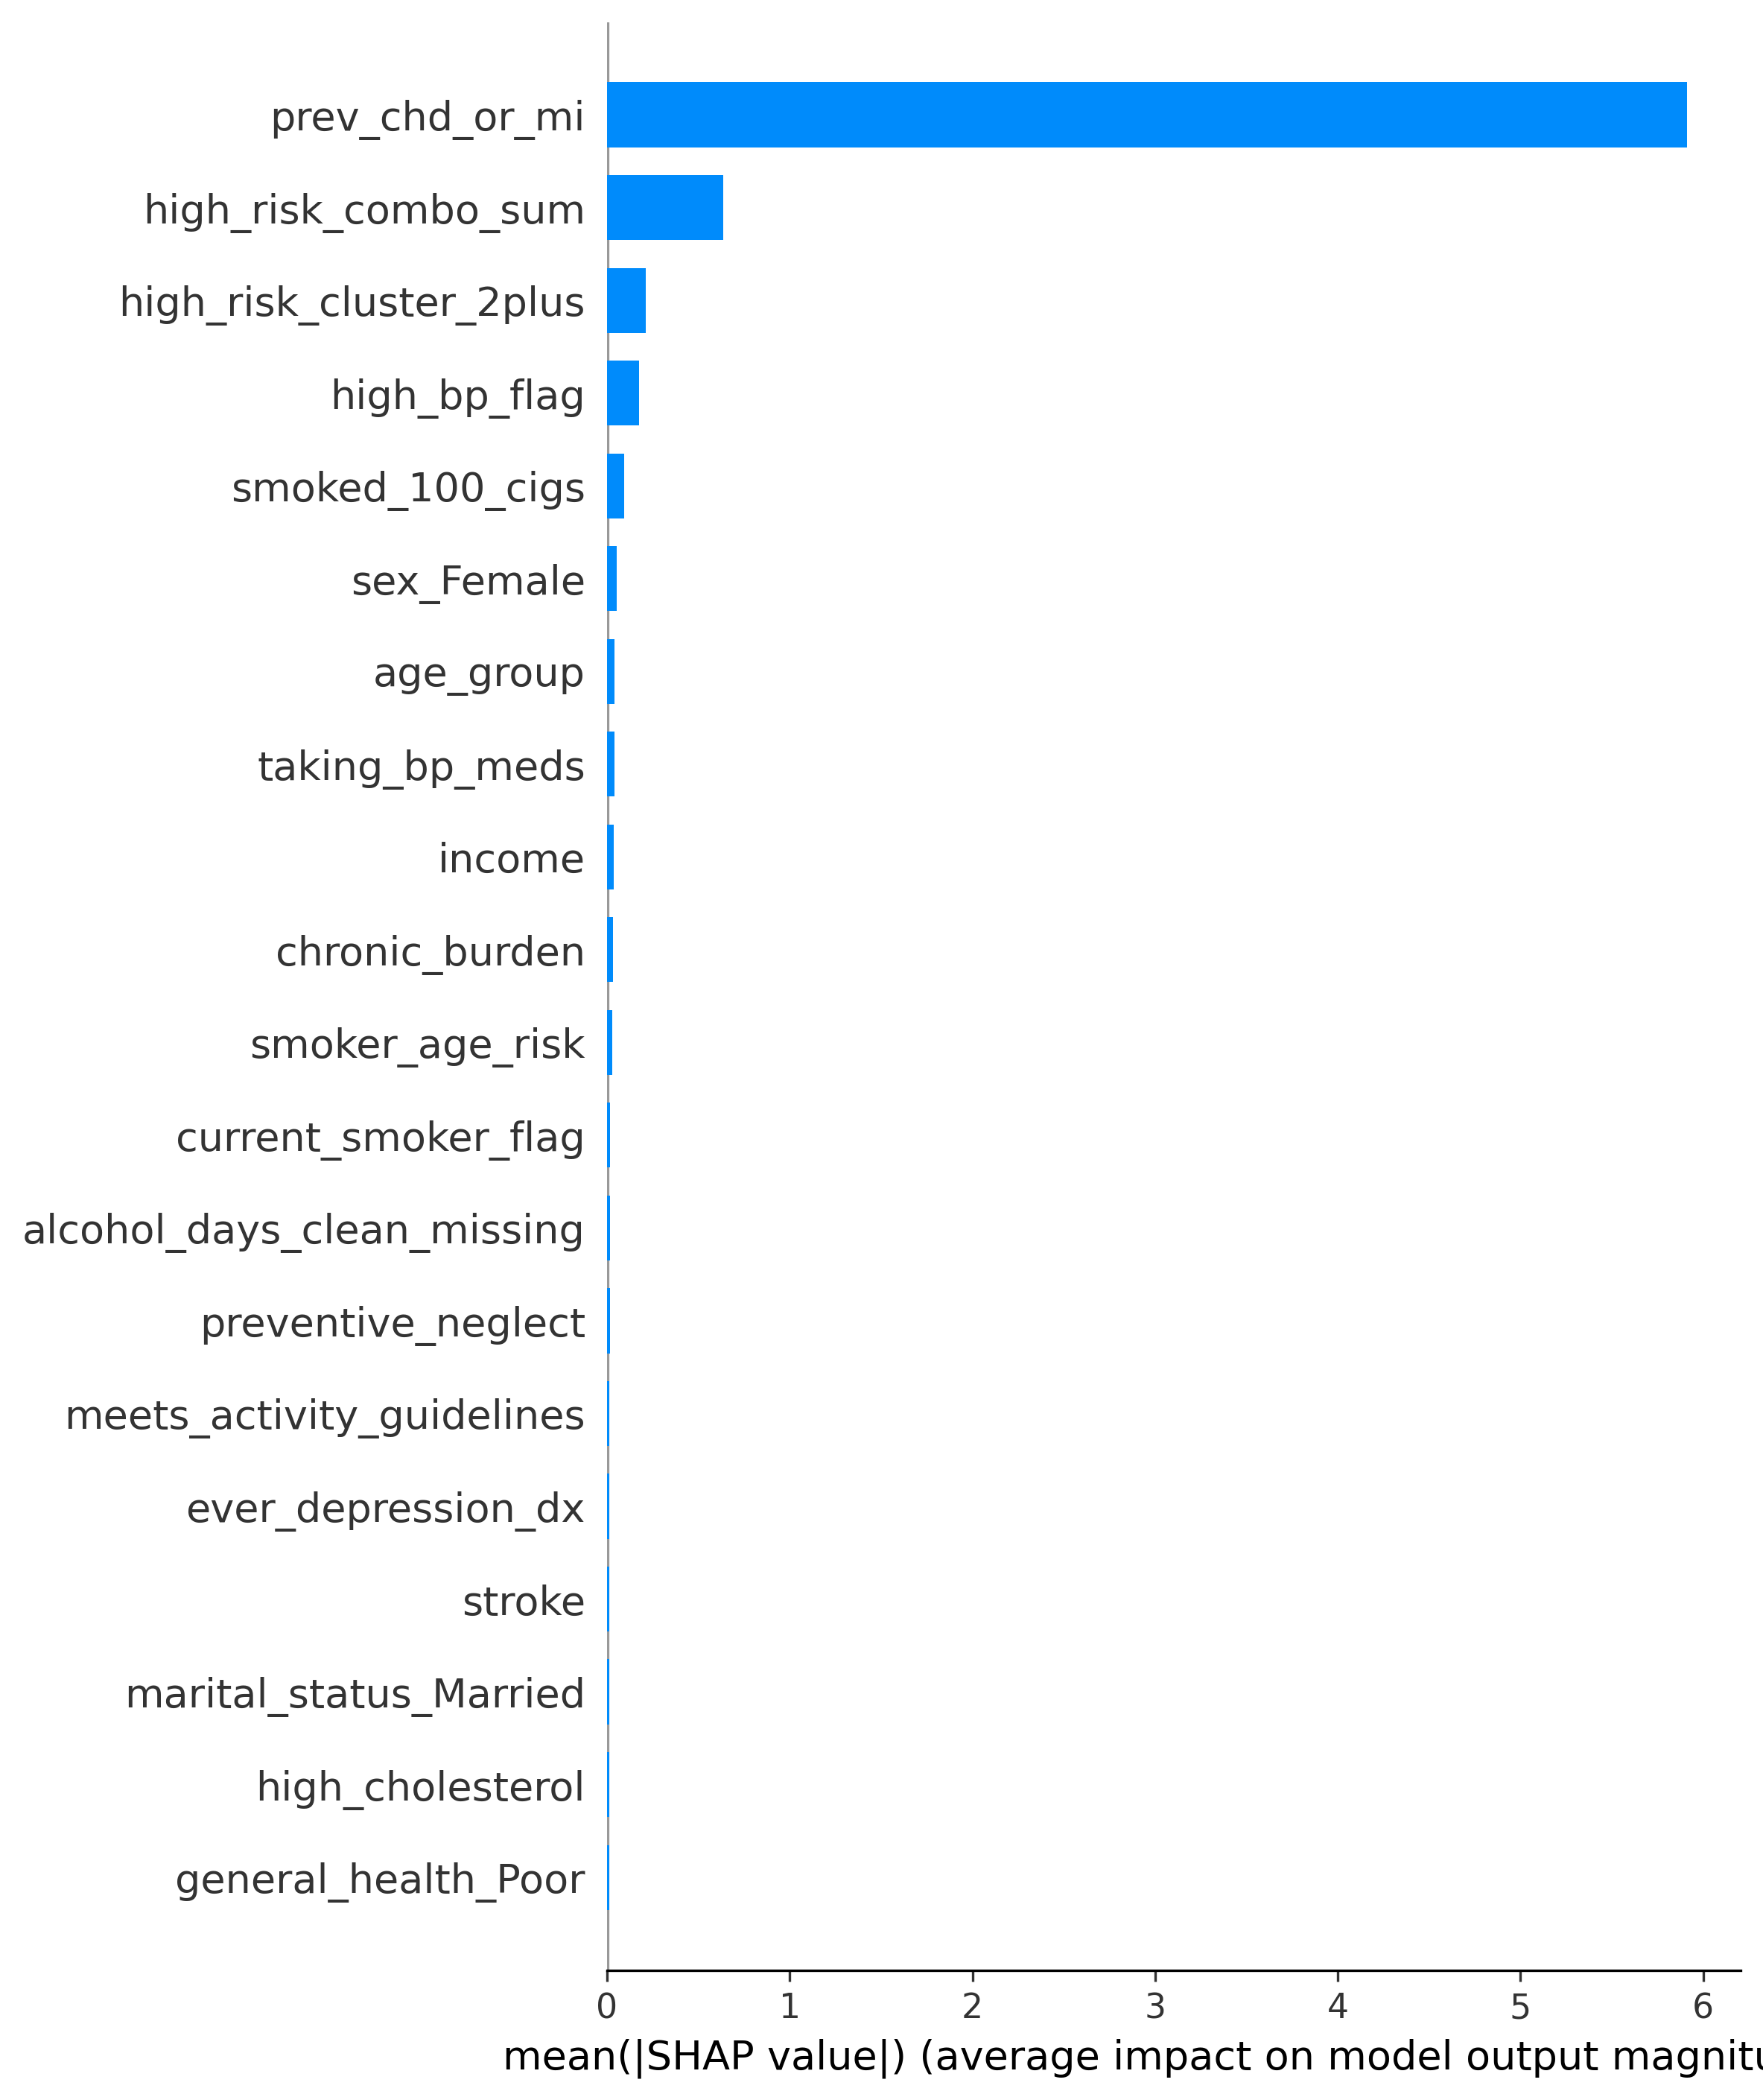 prev_chd_or_mi
high_risk_combo_sum
high_risk_cluster_2plus
high_bp_flag
smoked_100_cigs
sex_Female
age_group
taking_bp_meds
income
chronic_burden
smoker_age_risk
current_smoker_flag
alcohol_days_clean_missing
preventive_neglect
meets_activity_guidelines
ever_depression_dx
stroke
marital_status_Married
high_cholesterol
general_health_Poor
0 1 2 3 4 5 6
mean(|SHAP value|) (average impact on model output magnitu